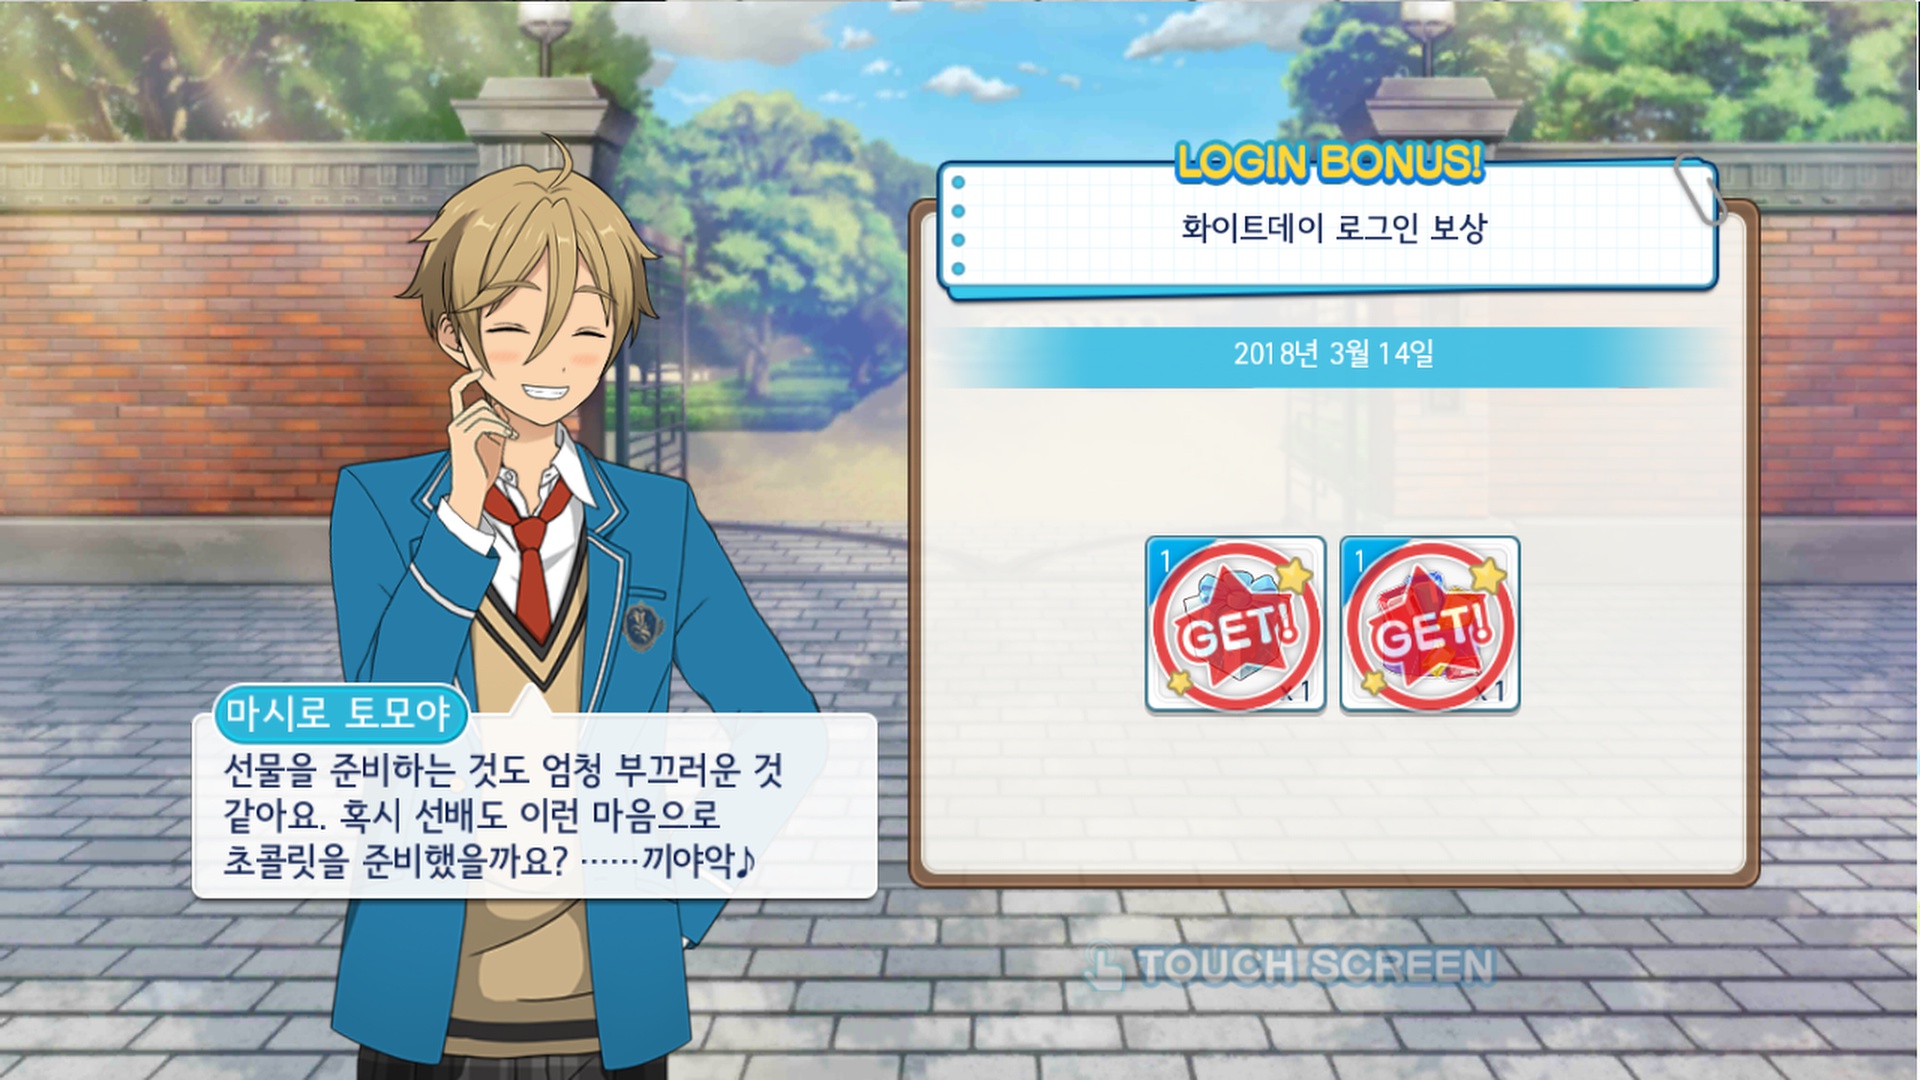 LOGIN BONUS!
화이트데이 로그인 보상
2018년 3월 14일
1
GET!
x1
1
GET!
x1
마시로 토모야
선물을 준비하는 것도 엄청 부끄러운 것
같아요. 혹시 선배도 이런 마음으로
초콜릿을 준비했을까요? ……끼야악♪
TOUCH SCREEN